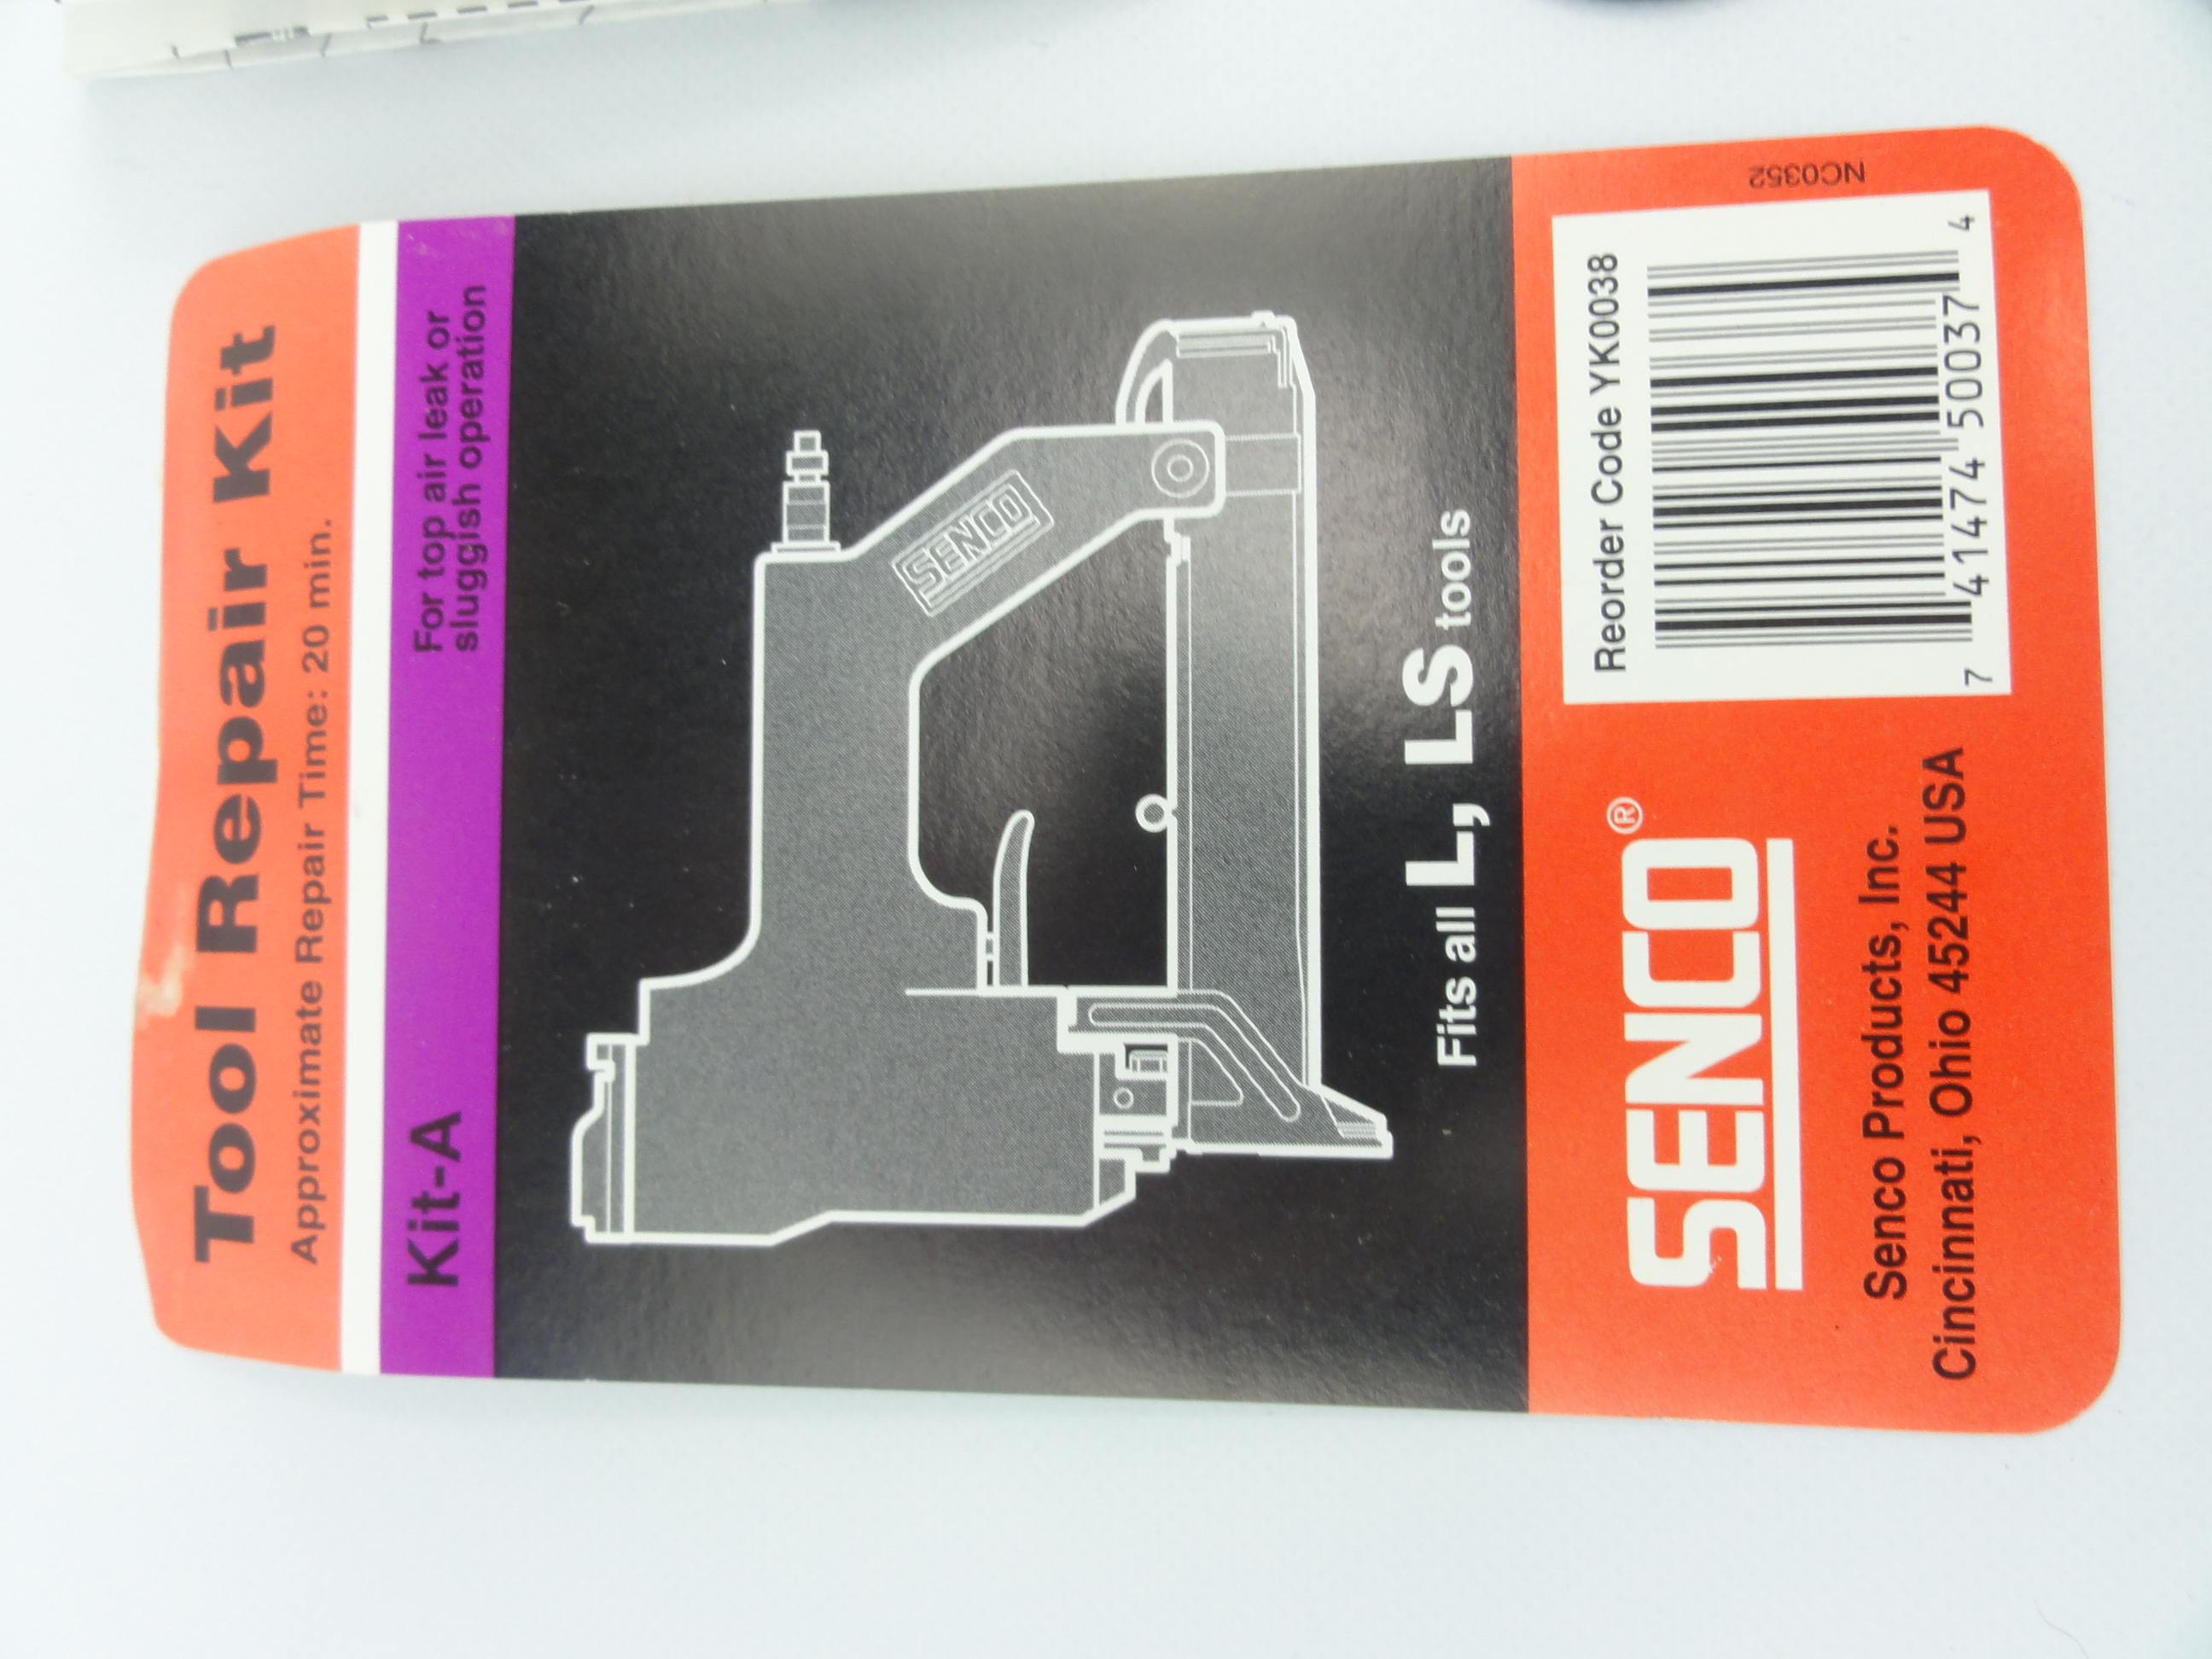 Tool Repair Kit
Approximate Repair Time: 20 min.
Kit-A
For top air leak or
sluggish operation
SENCO
Fits all L, LS tools
SENCO®
Senco Products, Inc.
Cincinnati, Ohio 45244 USA
Reorder Code YK0038
7 41474 50037 4
NC0352